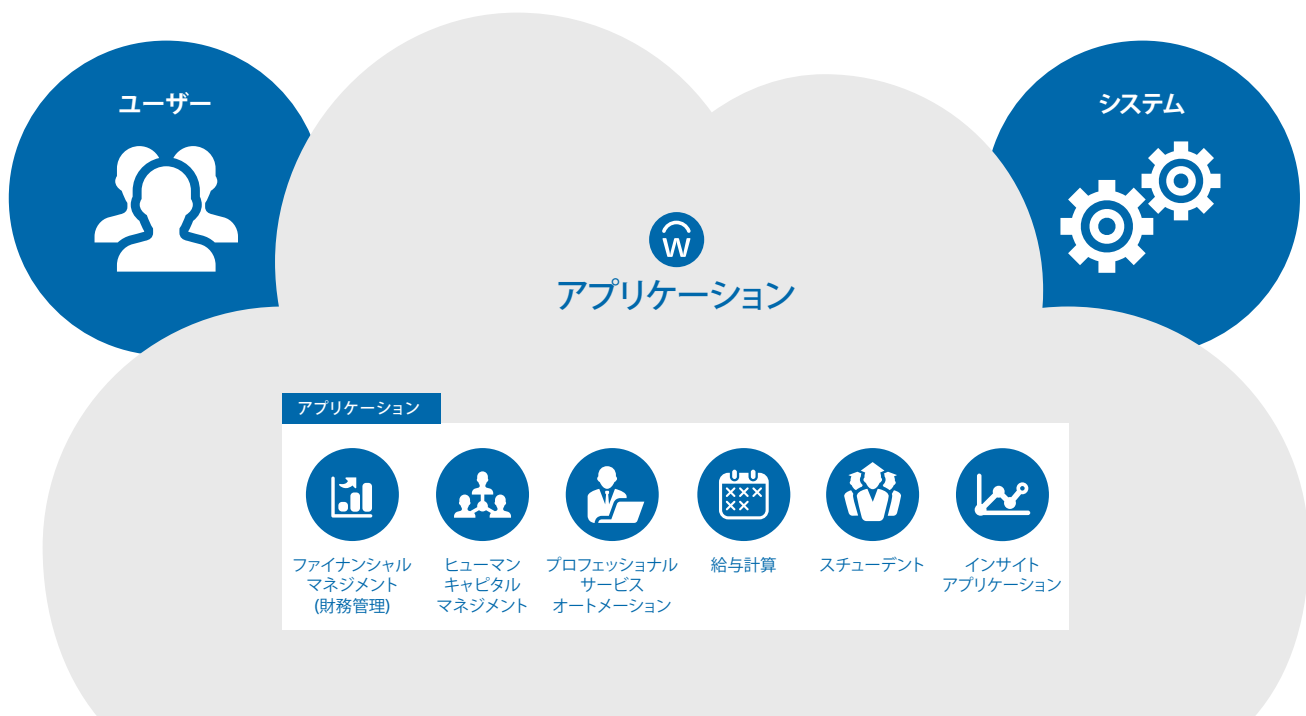 ユーザー
システム
W
アプリケーション
アプリケーション
ファイナンシャル
マネジメント
(財務管理)
ヒューマン
キャピタル
マネジメント
プロフェッショナル
サービス
オートメーション
給与計算
スチューデント
インサイト
アプリケーション